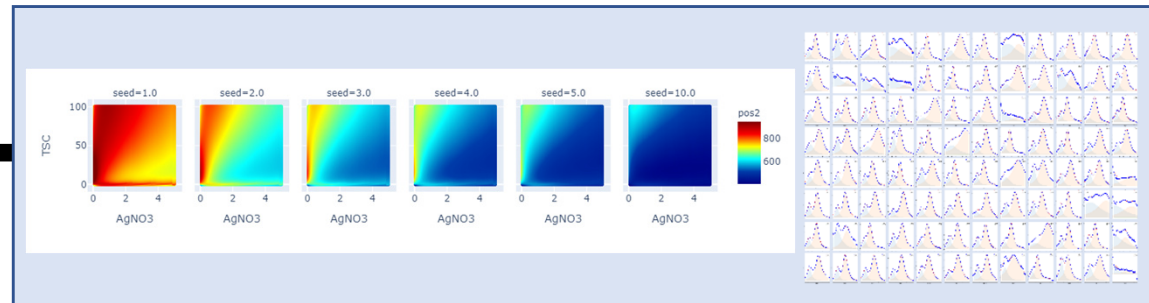 seed=1.0 seed=2.0 seed=3.0 seed=4.0 seed=5.0 seed=10.0
pos2
100
50
0
TSC
800
600
0 2 4 0 2 4 0 2 4 0 2 4 0 2 4 0 2 4
AgNO3 AgNO3 AgNO3 AgNO3 AgNO3 AgNO3